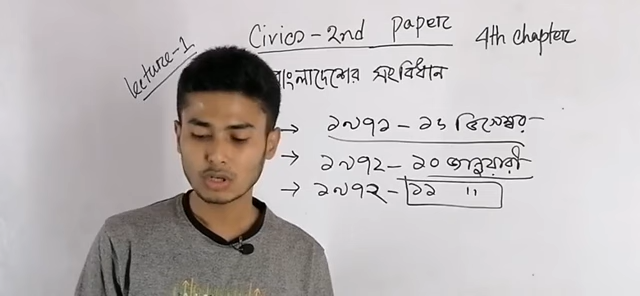 Lecture-1
Civics - 2nd Paper
4th chapter
বাংলাদেশের সংবিধান
→ ১৯৭১ - ১৬ ডিসেম্বর
→ ১৯৭২ - ১০ জানুয়ারী
→ ১৯৭২ - ১১ "